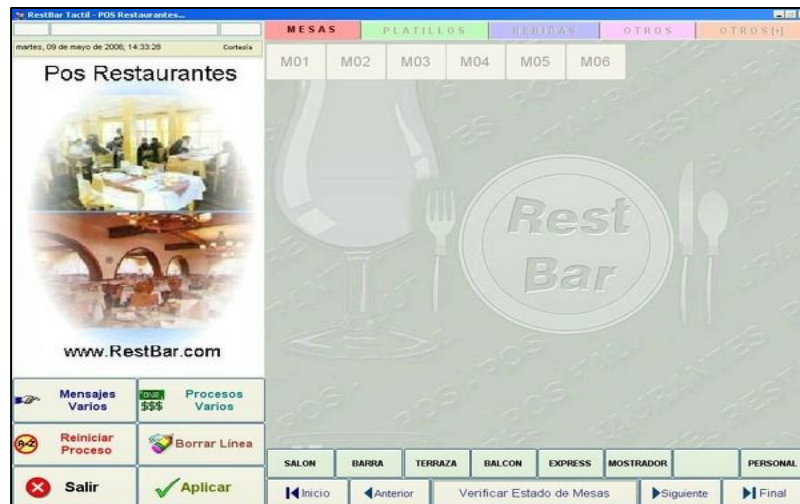 RestBar Tactil - POS Restaurantes...
MESAS PLATILLOS BEBIDAS OTROS OTROS[+]
martes, 09 de mayo de 2006, 14:33:28 Cortesía
M01 M02 M03 M04 M05 M06
Pos Restaurantes
Rest
Bar
www.RestBar.com
Mensajes
Varios
Procesos
Varios
$$$
Reiniciar
Proceso
Borrar Línea
Salir
Aplicar
SALON BARRA TERRAZA BALCON EXPRESS MOSTRADOR PERSONAL
Inicio Anterior Verificar Estado de Mesas Siguiente Final